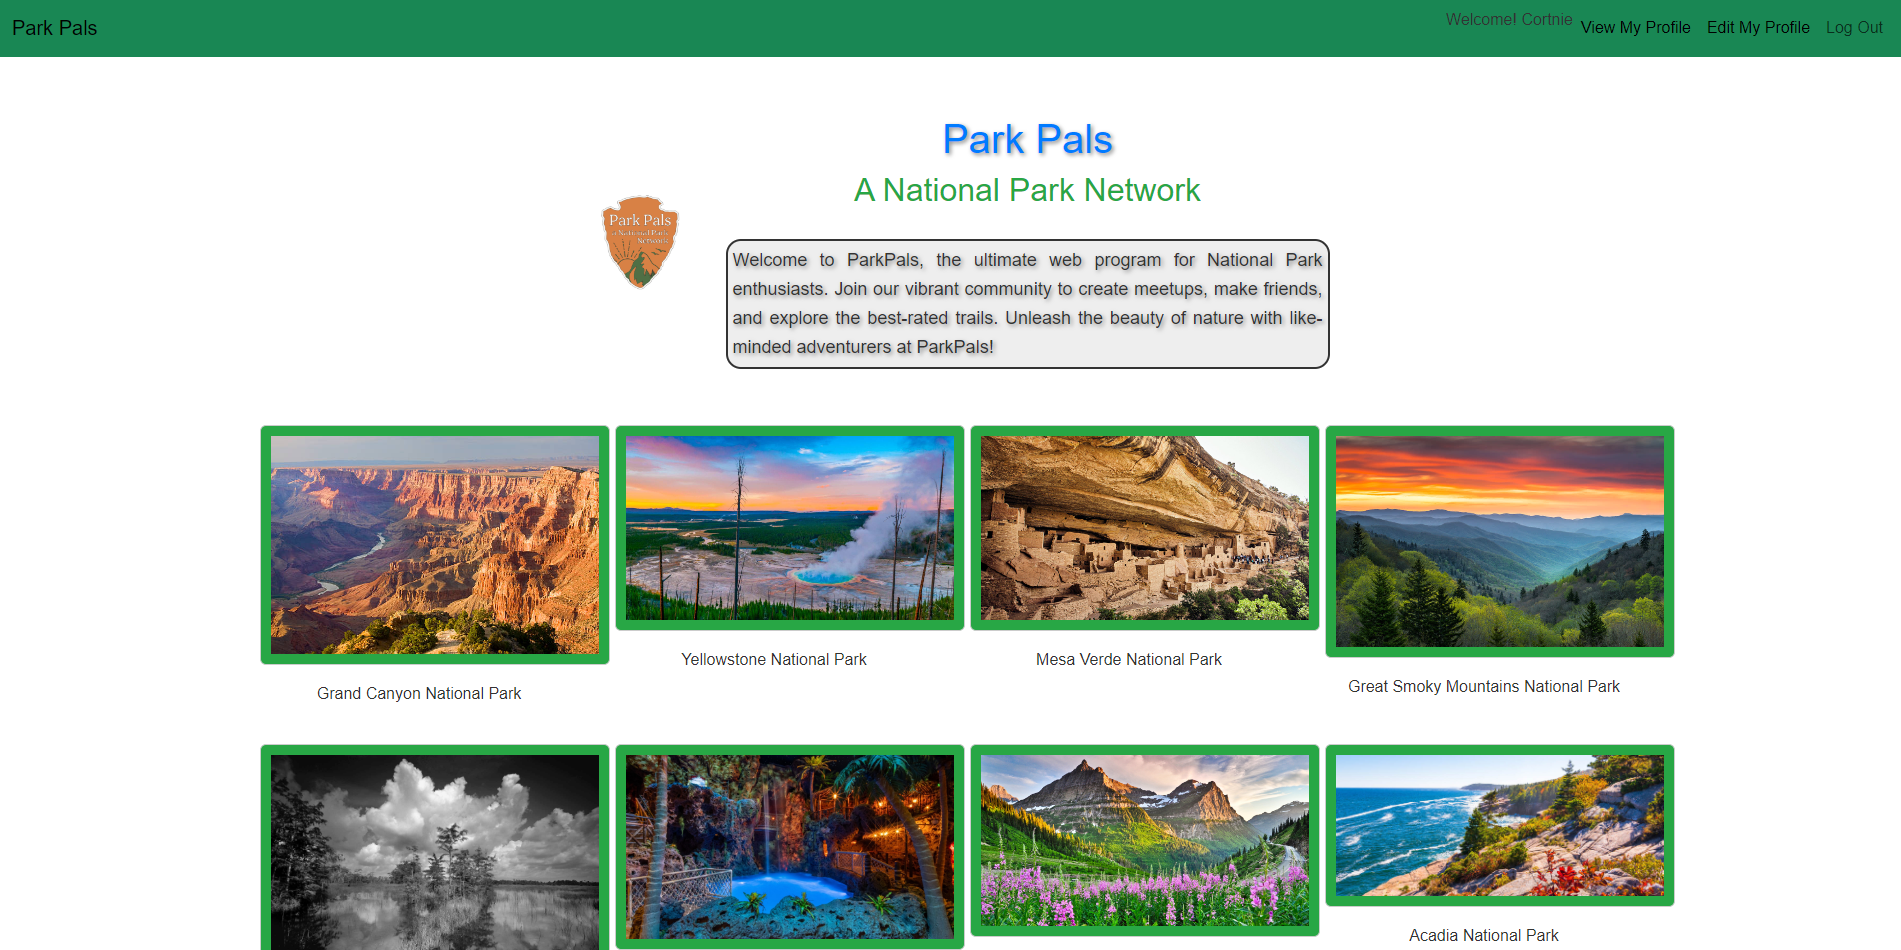 Park Pals
Welcome! Cortnie
View My Profile
Edit My Profile
Log Out
Park Pals
A National Park Network
Park Pals
a National Park
Network
Welcome to ParkPals, the ultimate web program for National Park
enthusiasts. Join our vibrant community to create meetups, make friends,
and explore the best-rated trails. Unleash the beauty of nature with like-
minded adventurers at ParkPals!
Grand Canyon National Park
Yellowstone National Park
Mesa Verde National Park
Great Smoky Mountains National Park
Acadia National Park